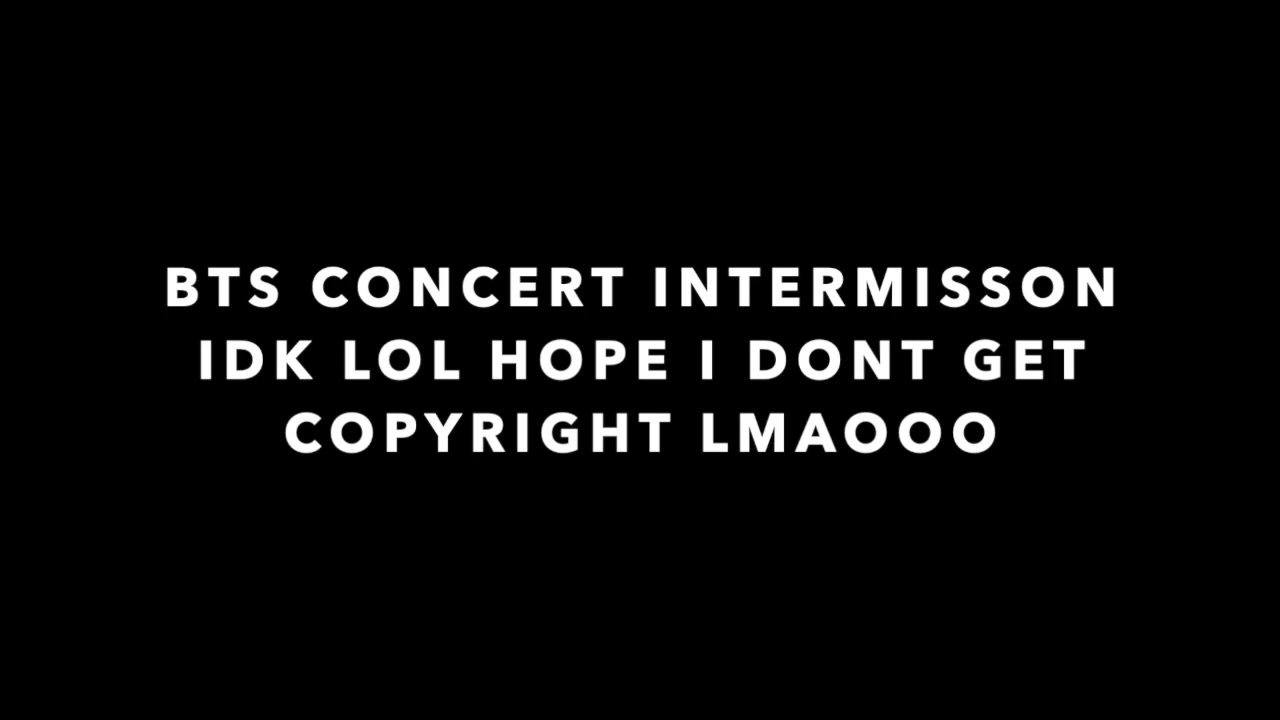 BTS CONCERT INTERMISSON
IDK LOL HOPE I DONT GET
COPYRIGHT LMAOOO